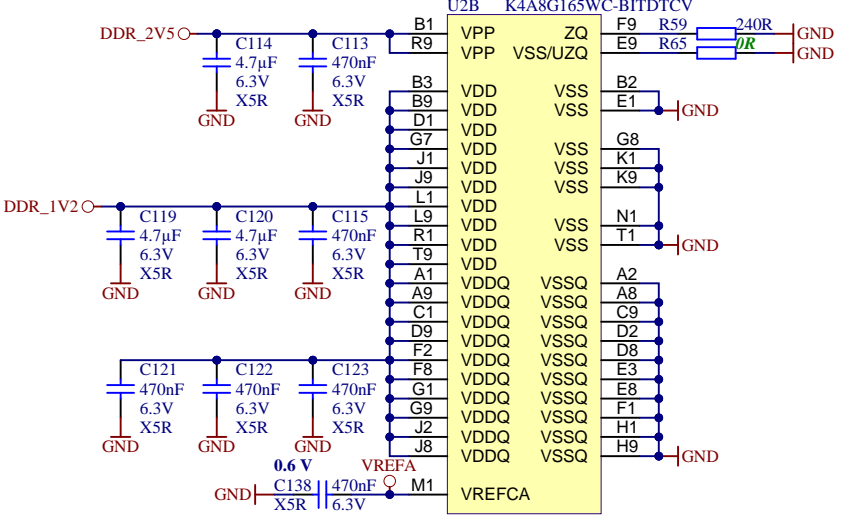 U2B K4A8G165WC-BITDTCV
DDR_2V5 B1 VPP ZQ F9 R59 240R GND
R9 VPP VSS/UZQ E9 R65 0R GND
C114 C113
4.7µF 470nF
6.3V 6.3V
X5R X5R
GND GND
B3 VDD VSS B2
B9 VDD VSS E1 GND
D1 VDD
G7 VDD VSS G8
J1 VDD VSS K1
J9 VDD VSS K9
DDR_1V2 L1 VDD
L9 VDD VSS N1
R1 VDD VSS T1 GND
T9 VDD
C119 C120 C115
4.7µF 4.7µF 470nF
6.3V 6.3V 6.3V
X5R X5R X5R
GND GND GND
A1 VDDQ VSSQ A2
A9 VDDQ VSSQ A8
C1 VDDQ VSSQ C9
D9 VDDQ VSSQ D2
F2 VDDQ VSSQ D8
F8 VDDQ VSSQ E3
G1 VDDQ VSSQ E8
G9 VDDQ VSSQ F1
J2 VDDQ VSSQ H1
J8 VDDQ VSSQ H9 GND
C121 C122 C123
470nF 470nF 470nF
6.3V 6.3V 6.3V
X5R X5R X5R
GND GND GND
0.6 V VREFA
GND C138 470nF M1 VREFCA
X5R 6.3V